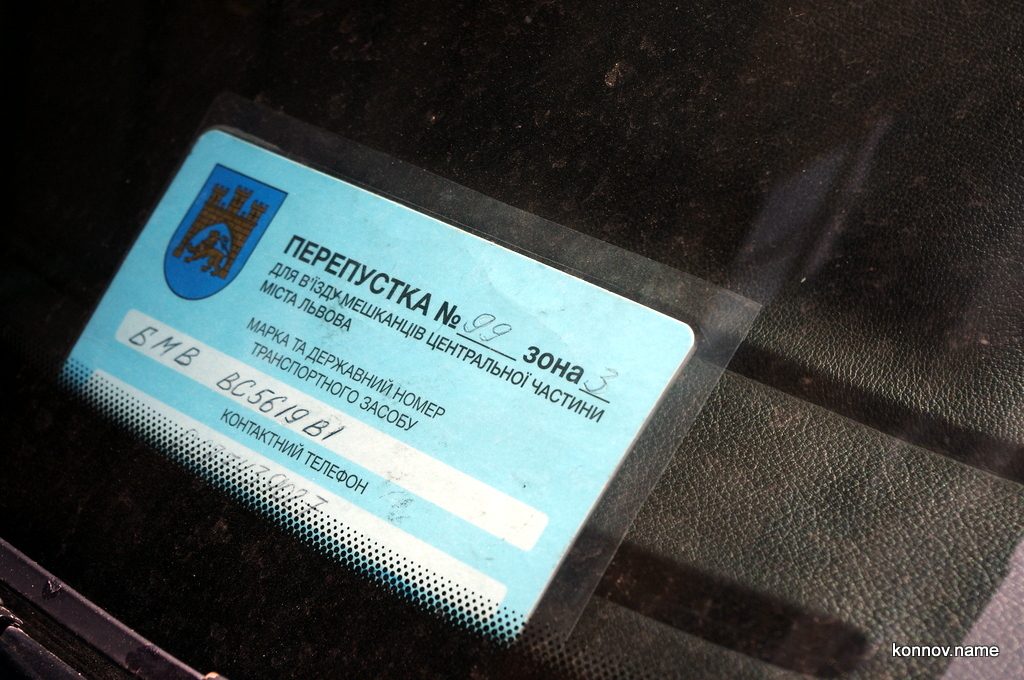 ПЕРЕПУСТКА № 99 ЗОНА 3
ДЛЯ В'ЇЗДУ МЕШКАНЦІВ ЦЕНТРАЛЬНОЇ ЧАСТИНИ
МІСТА ЛЬВОВА
МАРКА ТА ДЕРЖАВНИЙ НОМЕР
ТРАНСПОРТНОГО ЗАСОБУ
БМВ ВС5619ВІ
КОНТАКТНИЙ ТЕЛЕФОН
konnov.name